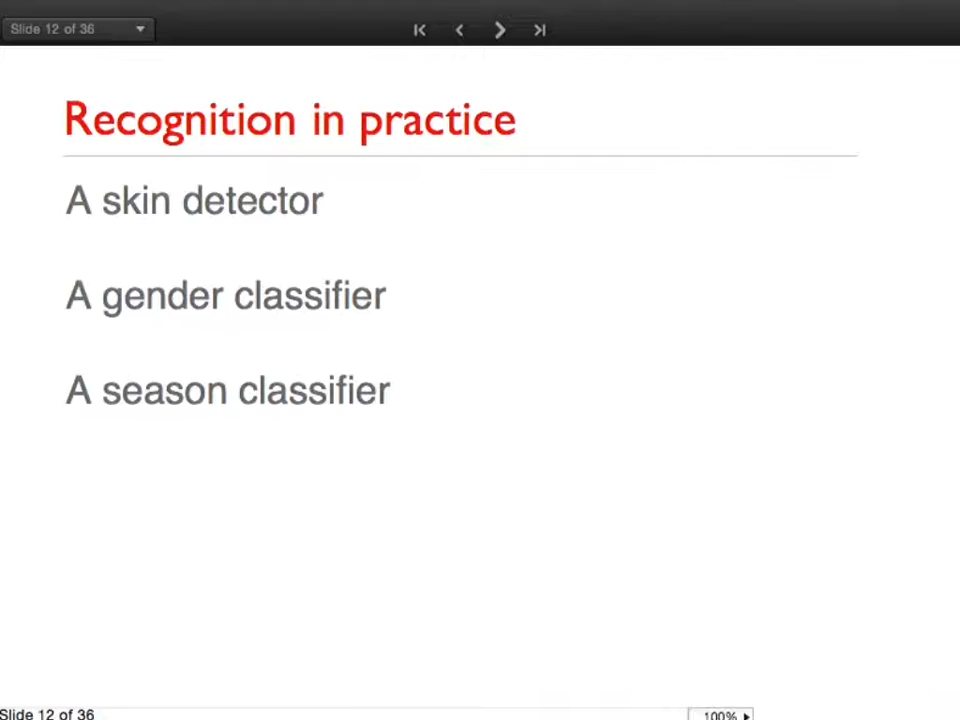 Slide 12 of 36
Recognition in practice
A skin detector
A gender classifier
A season classifier
Slide 12 of 36
100%